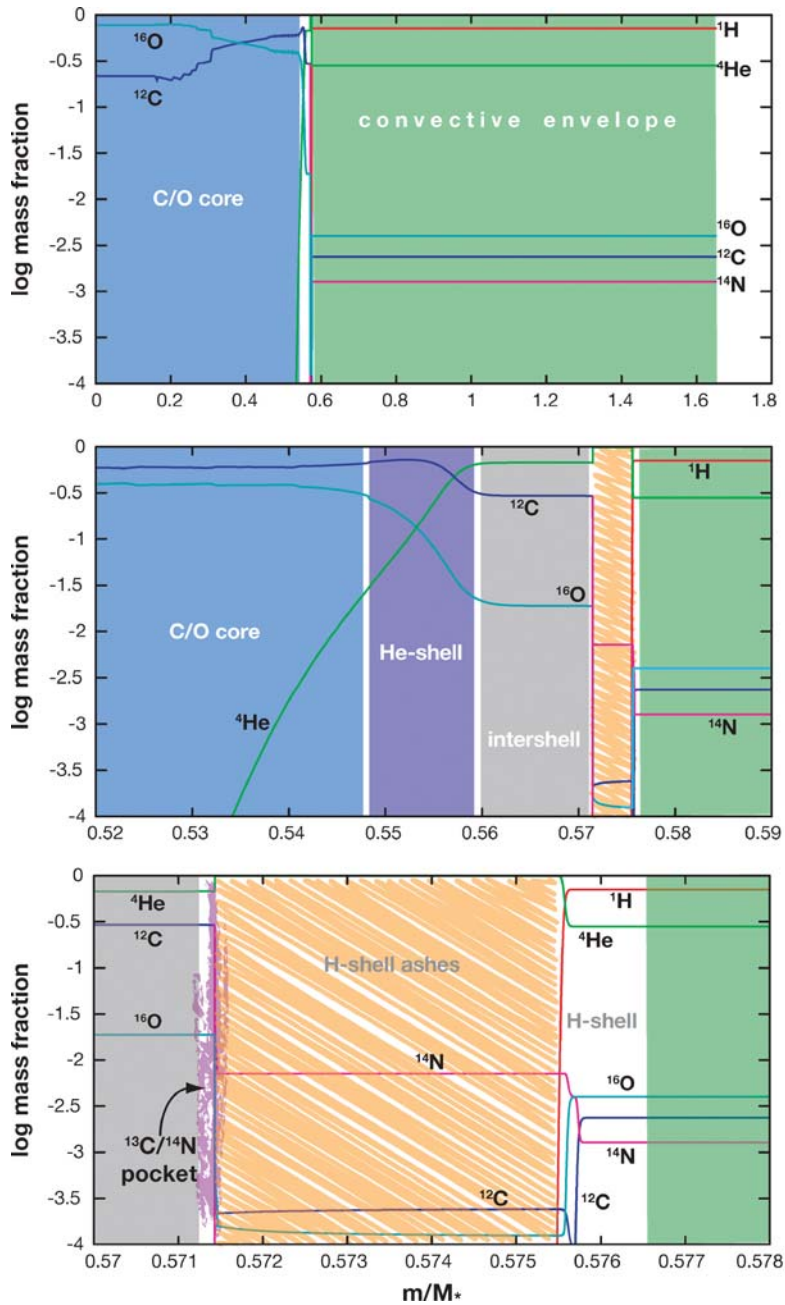 log mass fraction
0
-0.5
-1
-1.5
-2
-2.5
-3
-3.5
-4
¹⁶O
¹²C
C/O core
convective envelope
¹H
⁴He
¹⁶O
¹²C
¹⁴N
0 0.2 0.4 0.6 0.8 1 1.2 1.4 1.6 1.8
log mass fraction
0
-0.5
-1
-1.5
-2
-2.5
-3
-3.5
-4
¹H
¹²C
¹⁶O
C/O core
He-shell
⁴He
intershell
¹⁴N
0.52 0.53 0.54 0.55 0.56 0.57 0.58 0.59
log mass fraction
0
-0.5
-1
-1.5
-2
-2.5
-3
-3.5
-4
⁴He
¹²C
¹⁶O
¹³C/¹⁴N
pocket
H-shell ashes
¹⁴N
¹²C
¹H
⁴He
H-shell
¹⁶O
¹⁴N
¹²C
0.57 0.571 0.572 0.573 0.574 0.575 0.576 0.577 0.578
m/M*